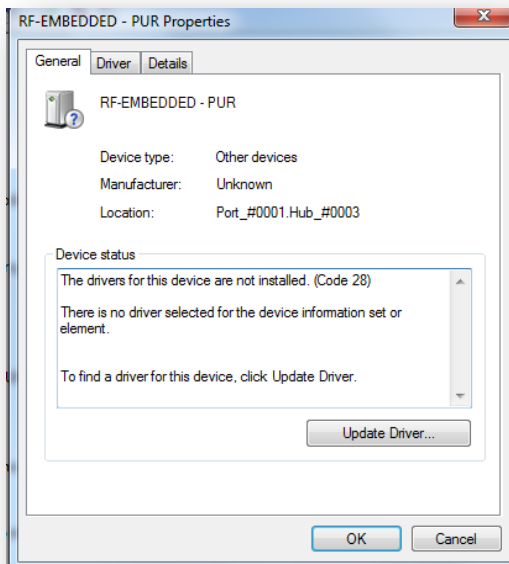 RF-EMBEDDED - PUR Properties
General Driver Details
RF-EMBEDDED - PUR
Device type: Other devices
Manufacturer: Unknown
Location: Port_#0001.Hub_#0003
Device status
The drivers for this device are not installed. (Code 28)
There is no driver selected for the device information set or
element.
To find a driver for this device, click Update Driver.
Update Driver...
OK Cancel